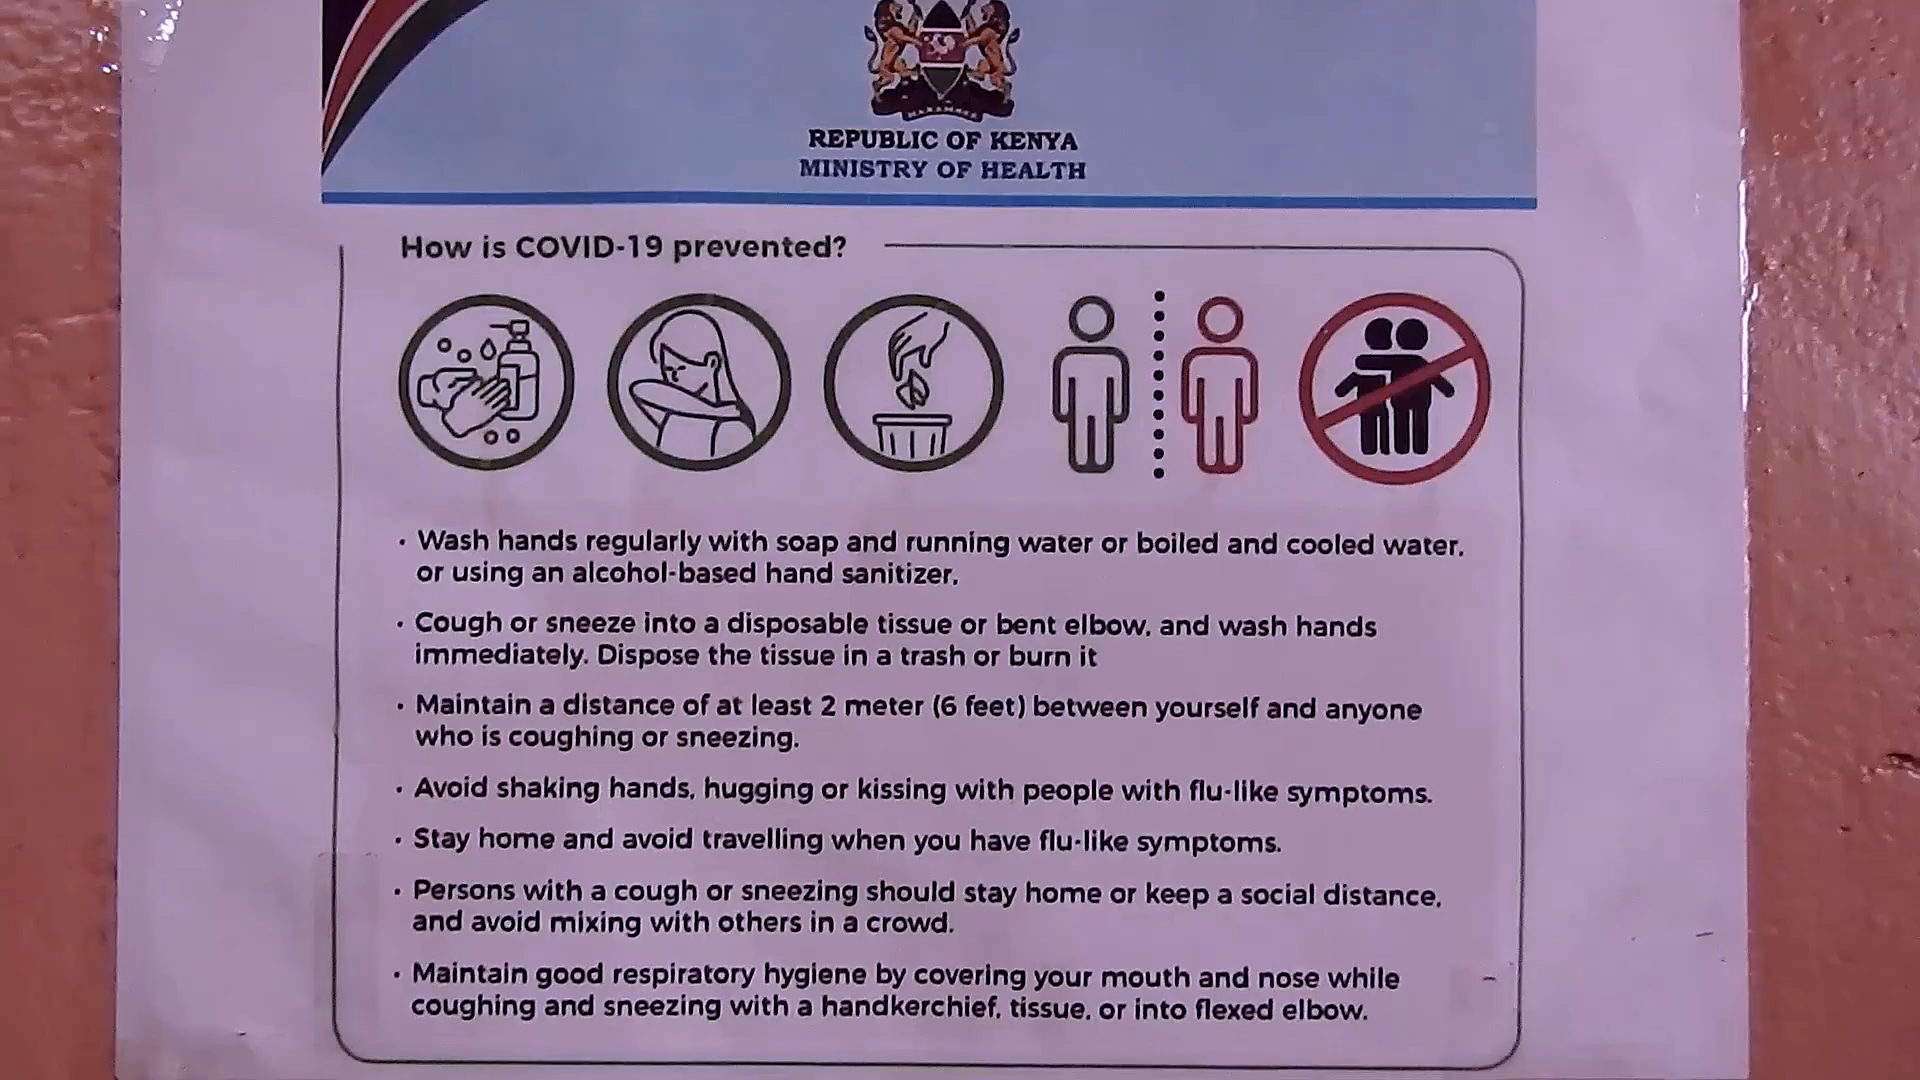 HARAMBEE
REPUBLIC OF KENYA
MINISTRY OF HEALTH
How is COVID-19 prevented?
• Wash hands regularly with soap and running water or boiled and cooled water,
or using an alcohol-based hand sanitizer.
• Cough or sneeze into a disposable tissue or bent elbow, and wash hands
immediately. Dispose the tissue in a trash or burn it
• Maintain a distance of at least 2 meter (6 feet) between yourself and anyone
who is coughing or sneezing.
• Avoid shaking hands, hugging or kissing with people with flu-like symptoms.
• Stay home and avoid travelling when you have flu-like symptoms.
• Persons with a cough or sneezing should stay home or keep a social distance,
and avoid mixing with others in a crowd.
• Maintain good respiratory hygiene by covering your mouth and nose while
coughing and sneezing with a handkerchief, tissue, or into flexed elbow.